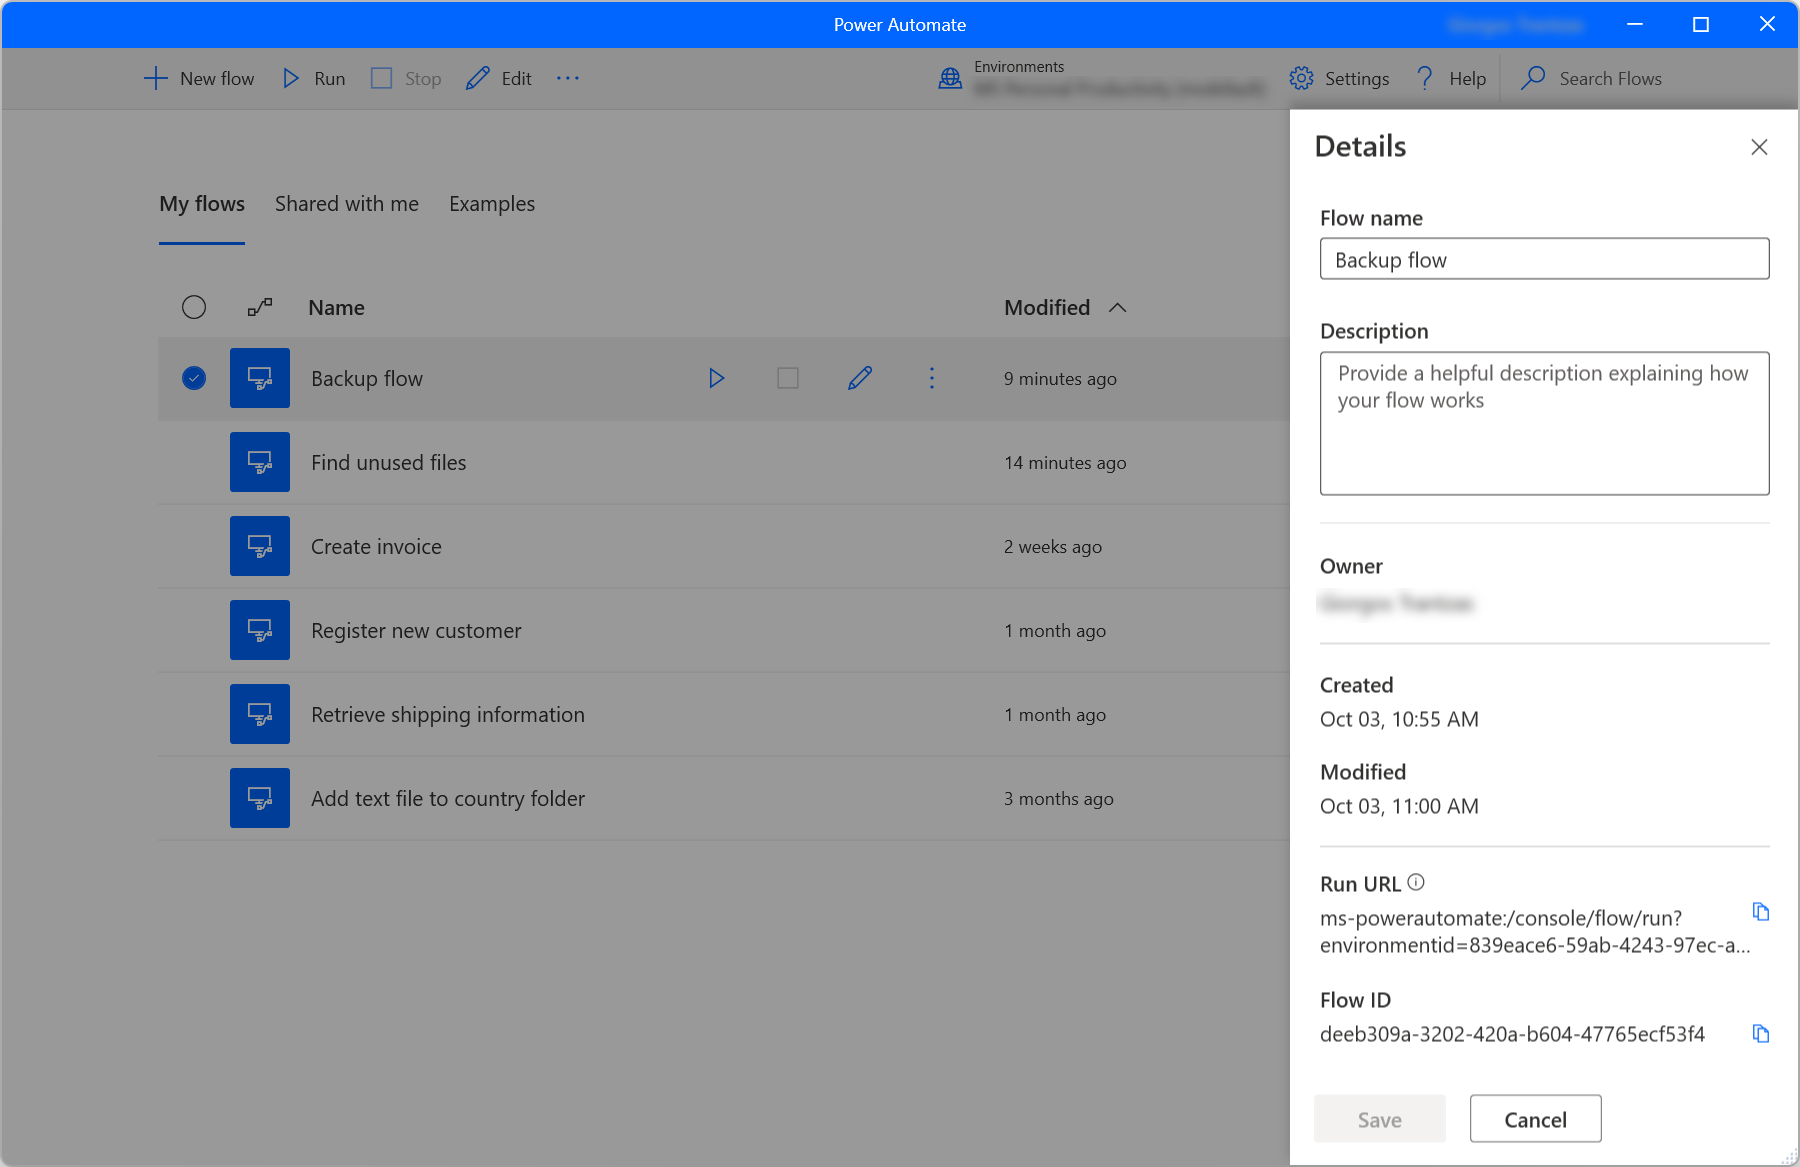 Power Automate
New flow
Run
Stop
Edit
Environments
Settings
Help
Search Flows
My flows
Shared with me
Examples
Name
Modified
Backup flow
9 minutes ago
Find unused files
14 minutes ago
Create invoice
2 weeks ago
Register new customer
1 month ago
Retrieve shipping information
1 month ago
Add text file to country folder
3 months ago
Details
Flow name
Backup flow
Description
Provide a helpful description explaining how
your flow works
Owner
Created
Oct 03, 10:55 AM
Modified
Oct 03, 11:00 AM
Run URL
ms-powerautomate:/console/flow/run?
environmentid=839eace6-59ab-4243-97ec-a...
Flow ID
deeb309a-3202-420a-b604-47765ecf53f4
Save
Cancel